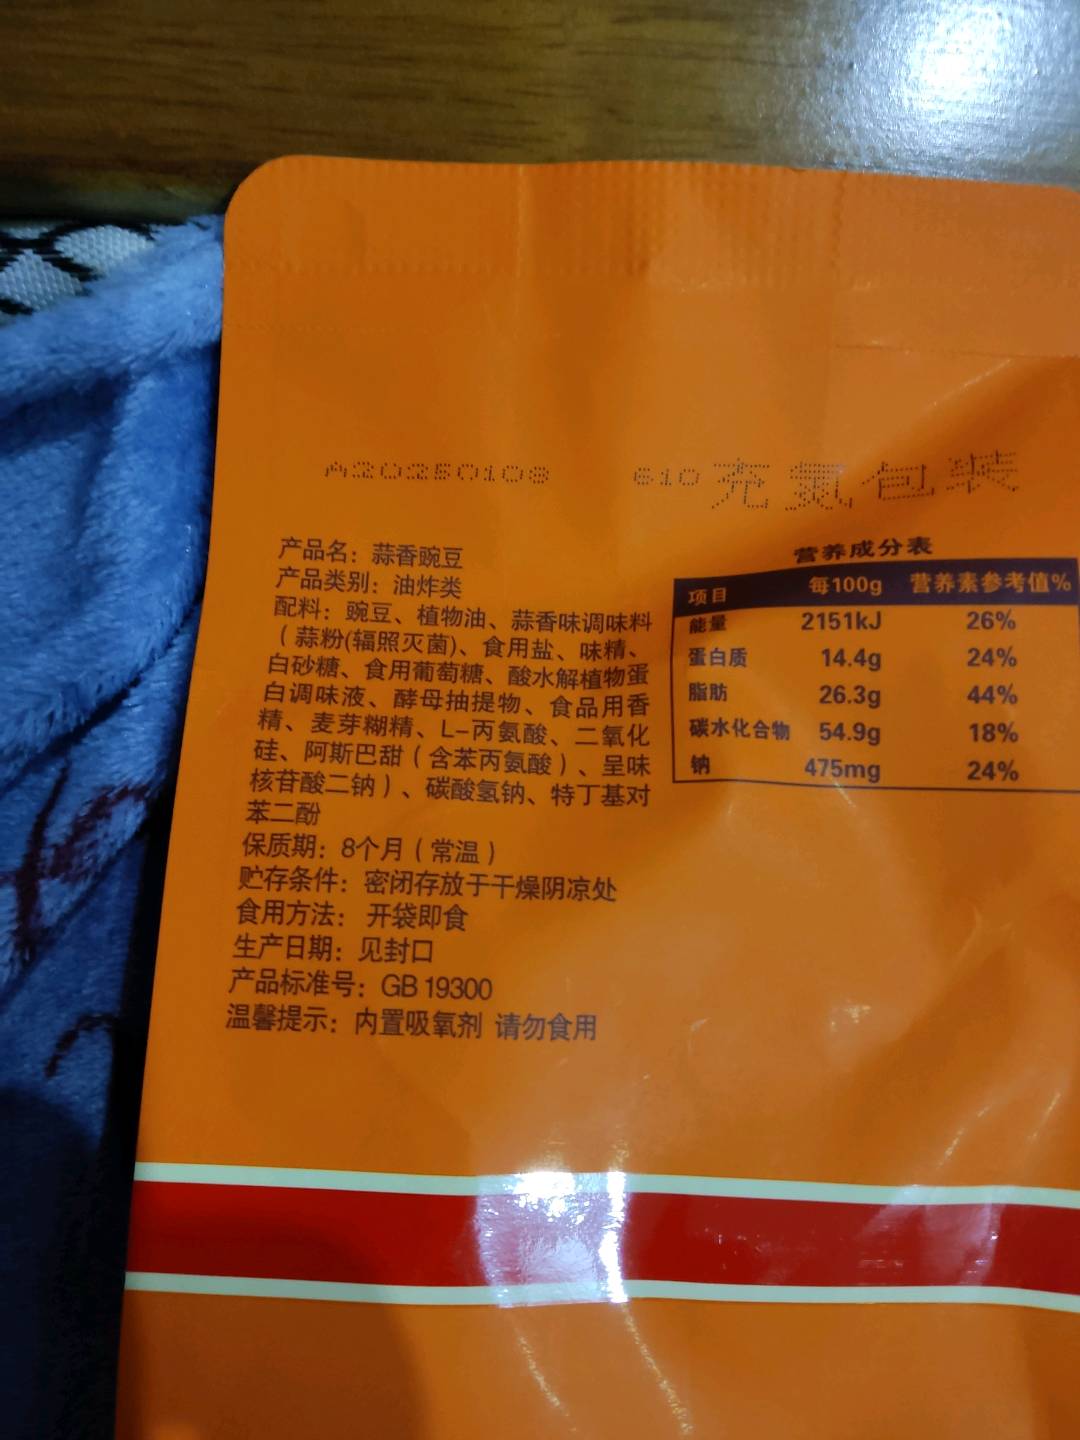 A20250108 610 充氮包装
产品名：蒜香豌豆
产品类别：油炸类
配料：豌豆、植物油、蒜香味调味料
（蒜粉(辐照灭菌)、食用盐、味精、
白砂糖、食用葡萄糖、酸水解植物蛋
白调味液、酵母抽提物、食品用香
精、麦芽糊精、L-丙氨酸、二氧化
硅、阿斯巴甜（含苯丙氨酸）、呈味
核苷酸二钠）、碳酸氢钠、特丁基对
苯二酚
保质期：8个月（常温）
贮存条件：密闭存放于干燥阴凉处
食用方法：开袋即食
生产日期：见封口
产品标准号：GB 19300
温馨提示：内置吸氧剂 请勿食用
营养成分表
项目 每100g 营养素参考值%
能量 2151kJ 26%
蛋白质 14.4g 24%
脂肪 26.3g 44%
碳水化合物 54.9g 18%
钠 475mg 24%